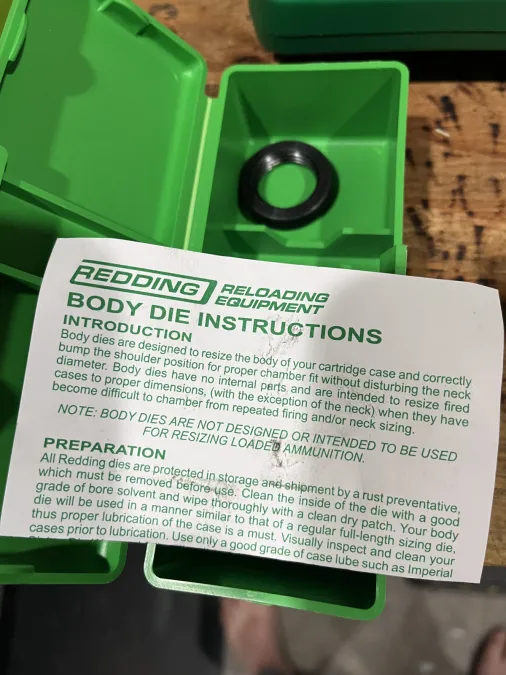 REDDING RELOADING
EQUIPMENT
BODY DIE INSTRUCTIONS
INTRODUCTION
Body dies are designed to resize the body of your cartridge case and correctly
bump the shoulder position for proper chamber fit without disturbing the neck
diameter. Body dies have no internal parts and are intended to resize fired
cases to proper dimensions, (with the exception of the neck) when they have
become difficult to chamber from repeated firing and/or neck sizing.
NOTE: BODY DIES ARE NOT DESIGNED OR INTENDED TO BE USED
FOR RESIZING LOADED AMMUNITION.
PREPARATION
All Redding dies are protected in storage and shipment by a rust preventative,
which must be removed before use. Clean the inside of the die with a good
grade of bore solvent and wipe thoroughly with a clean dry patch. Your body
die will be used in a manner similar to that of a regular full-length sizing die,
thus proper lubrication of the case is a must. Visually inspect and clean your
cases prior to lubrication. Use only a good grade of case lube such as Imperial